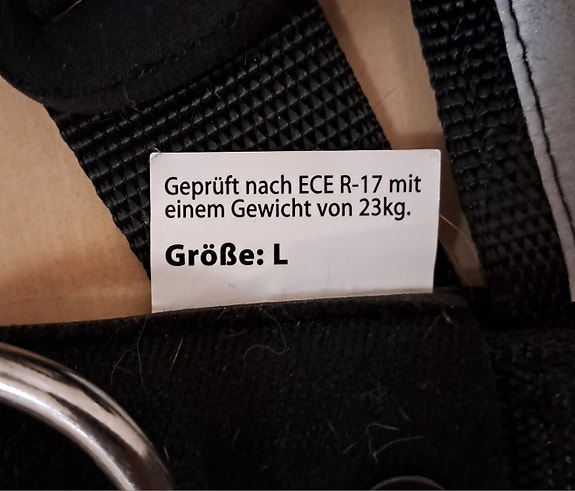 Geprüft nach ECE R-17 mit
einem Gewicht von 23kg.
Größe: L